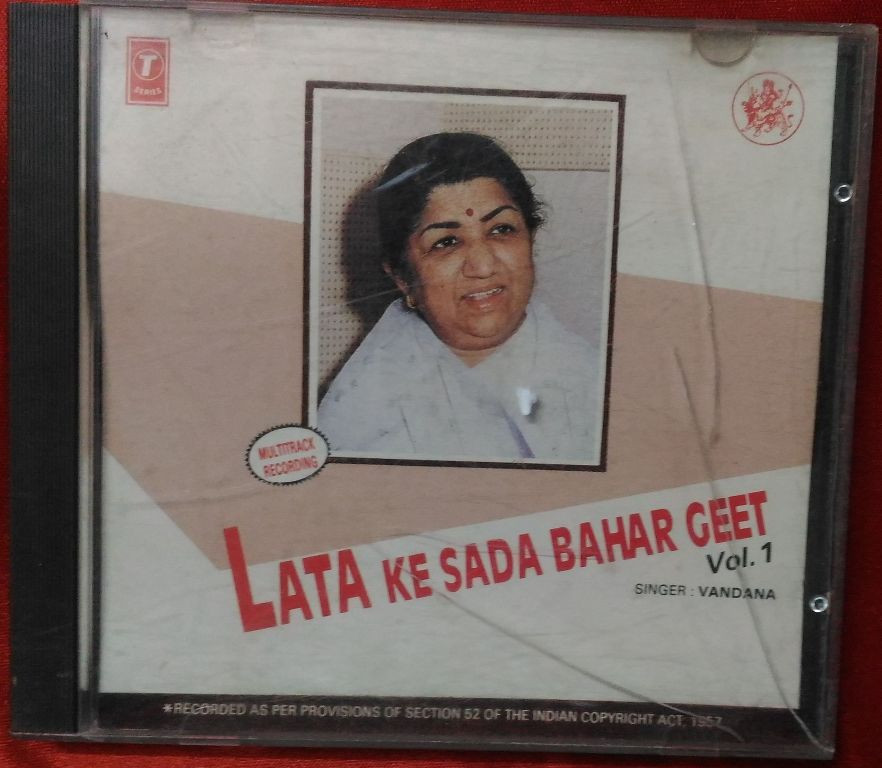 T
SERIES
MULTITRACK
RECORDING
LATA KE SADA BAHAR GEET
Vol. 1
SINGER : VANDANA
*RECORDED AS PER PROVISIONS OF SECTION 52 OF THE INDIAN COPYRIGHT ACT, 1957